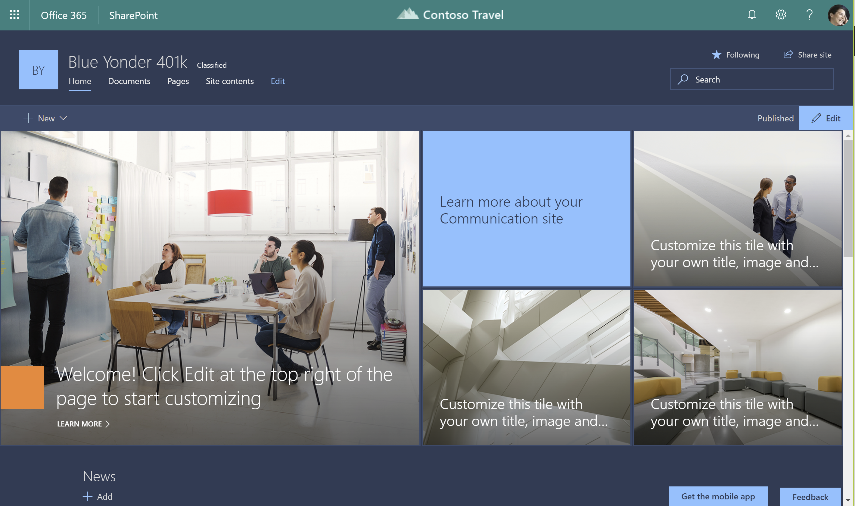 Office 365
SharePoint
Contoso Travel
?
BY
Blue Yonder 401k
Classified
Following
Share site
Home
Documents
Pages
Site contents
Edit
Search
New
Published
Edit
Welcome! Click Edit at the top right of the
page to start customizing
LEARN MORE
Learn more about your
Communication site
Customize this tile with
your own title, image and...
Customize this tile with
your own title, image and...
Customize this tile with
your own title, image and...
News
Add
Get the mobile app
Feedback